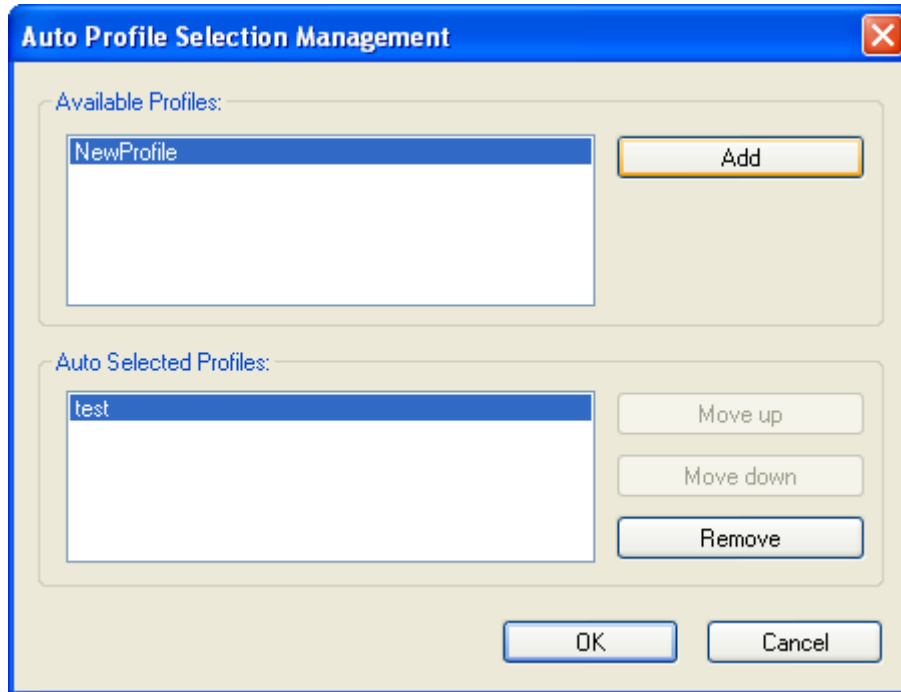 Auto Profile Selection Management
Available Profiles:
NewProfile
Add
Auto Selected Profiles:
test
Move up
Move down
Remove
OK
Cancel